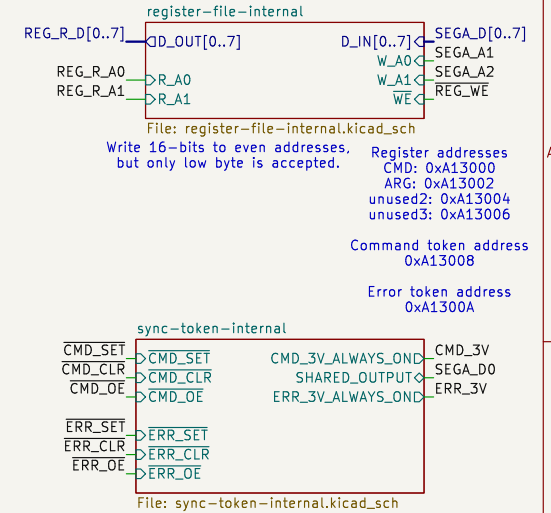 register-file-internal
REG_R_D[0..7] D_OUT[0..7] D_IN[0..7] SEGA_D[0..7]
W_A0 SEGA_A1
REG_R_A0 R_A0 W_A1 SEGA_A2
REG_R_A1 R_A1 WE REG_WE
File: register-file-internal.kicad_sch
Write 16-bits to even addresses,
but only low byte is accepted.
Register addresses
CMD: 0xA13000
ARG: 0xA13002
unused2: 0xA13004
unused3: 0xA13006
Command token address
0xA13008
Error token address
0xA1300A
sync-token-internal
CMD_SET CMD_SET CMD_3V_ALWAYS_ON CMD_3V
CMD_CLR CMD_CLR SHARED_OUTPUT SEGA_D0
CMD_OE CMD_OE ERR_3V_ALWAYS_ON ERR_3V
ERR_SET ERR_SET
ERR_CLR ERR_CLR
ERR_OE ERR_OE
File: sync-token-internal.kicad_sch